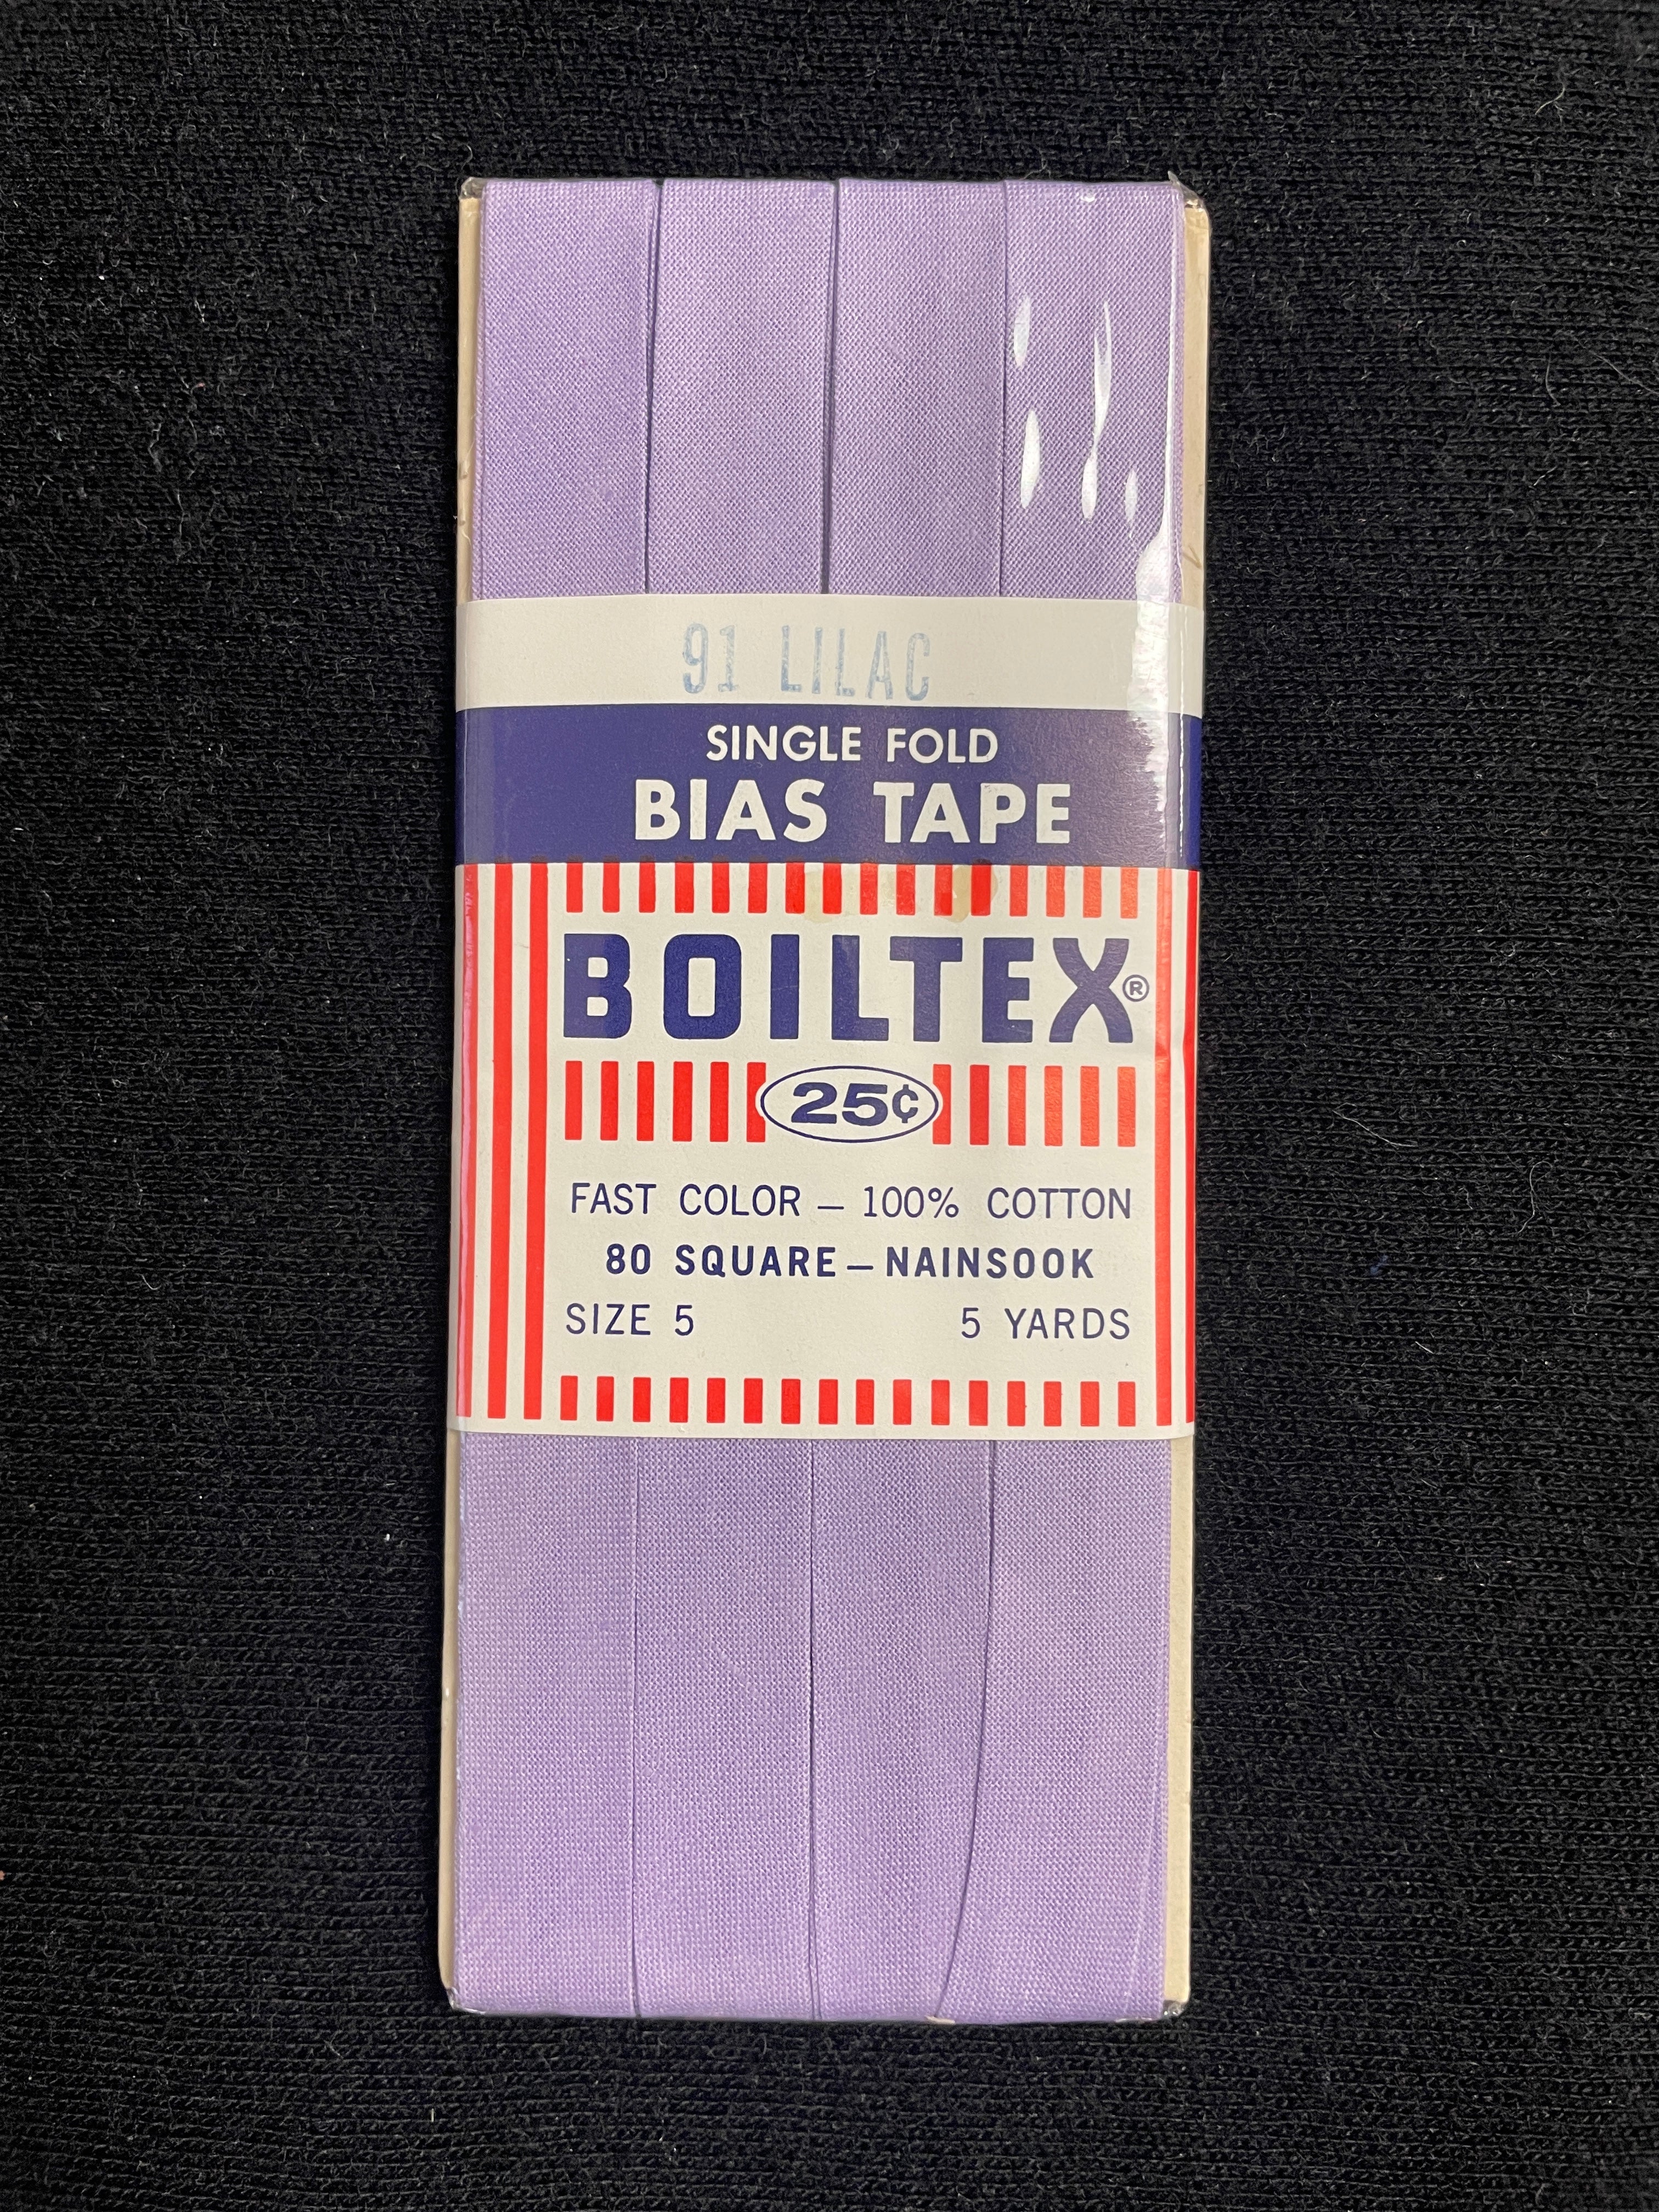 91 LILAC
SINGLE FOLD
BIAS TAPE
BOILTEX®
25¢
FAST COLOR — 100% COTTON
80 SQUARE — NAINSOOK
SIZE 5 5 YARDS